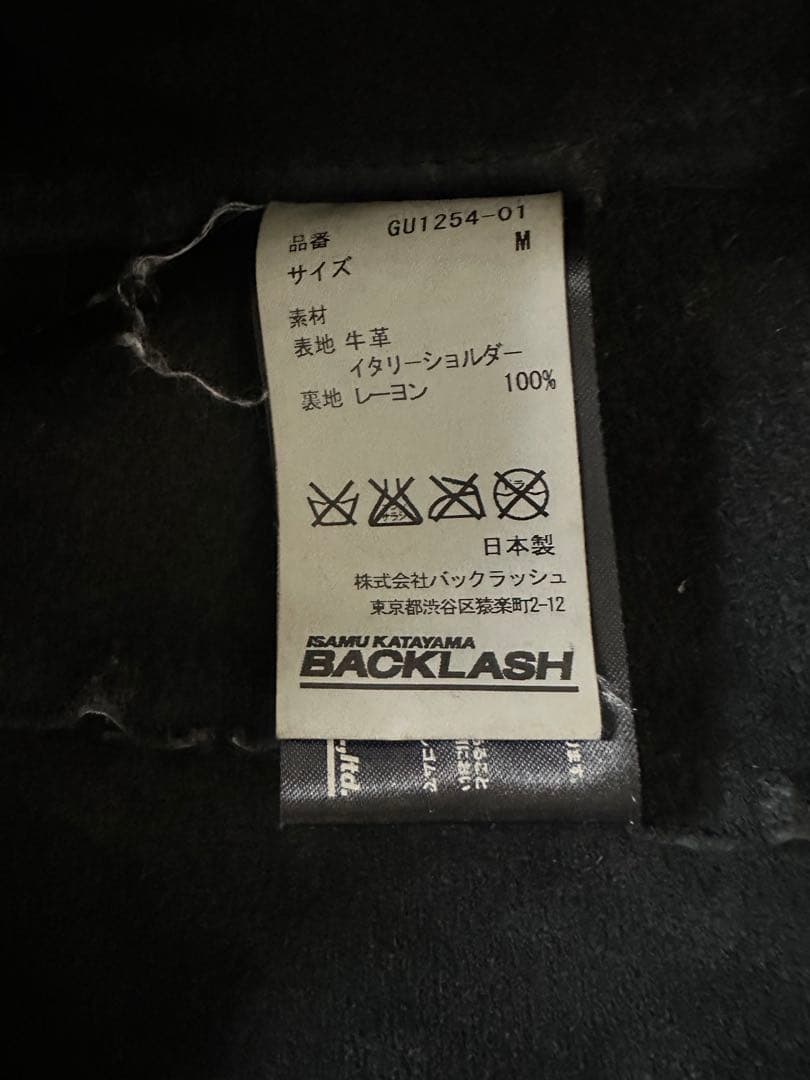 品番 GU1254-01
サイズ M
素材
表地 牛革
イタリーショルダー
裏地 レーヨン 100%
日本製
株式会社バックラッシュ
東京都渋谷区猿楽町2-12
ISAMU KATAYAMA
BACKLASH